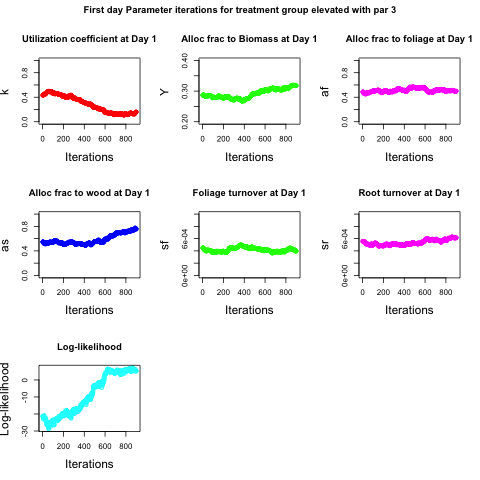 First day Parameter iterations for treatment group elevated with par 3
Utilization coefficient at Day 1
k
0.0 0.4 0.8
0 200 400 600 800
Iterations
Alloc frac to Biomass at Day 1
Y
0.20 0.30 0.40
0 200 400 600 800
Iterations
Alloc frac to foliage at Day 1
af
0.0 0.4 0.8
0 200 400 600 800
Iterations
Alloc frac to wood at Day 1
as
0.0 0.4 0.8
0 200 400 600 800
Iterations
Foliage turnover at Day 1
sf
0e+00 6e-04
0 200 400 600 800
Iterations
Root turnover at Day 1
sr
0e+00 6e-04
0 200 400 600 800
Iterations
Log-likelihood
Log-likelihood
-30 -10 0
0 200 400 600 800
Iterations